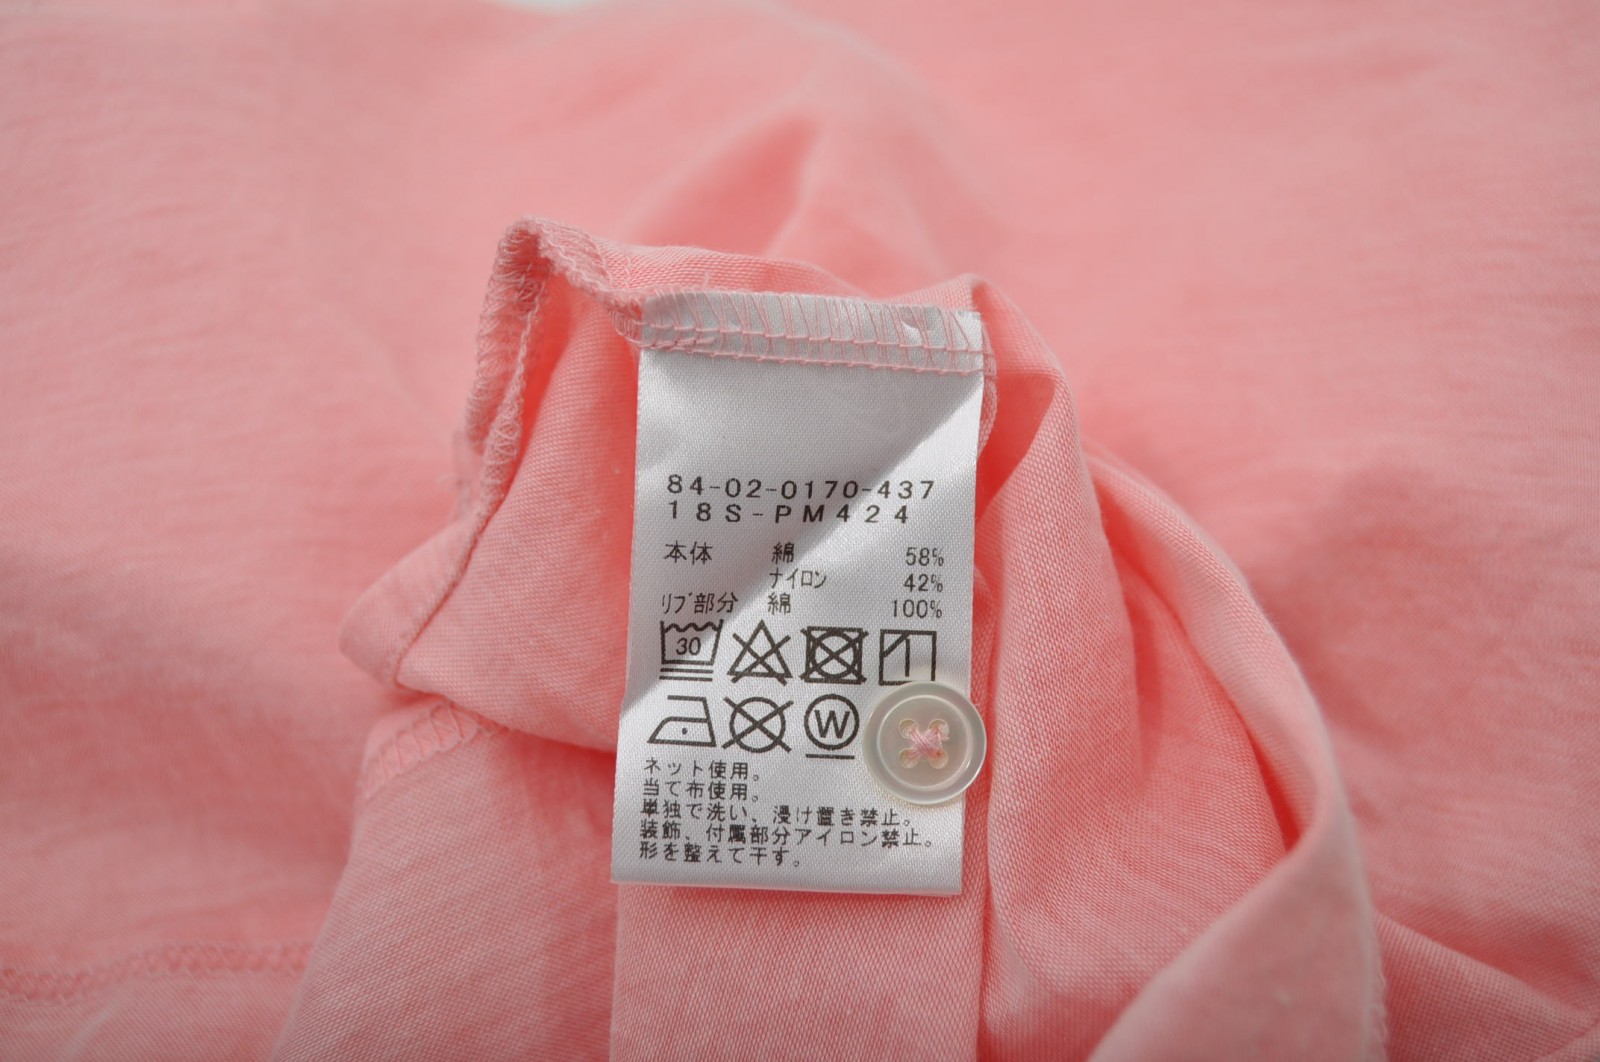 84-02-0170-437
18S-PM424
本体 綿 58%
ナイロン 42%
リブ部分 綿 100%
30
W
ネット使用。
当て布使用。
単独で洗い、浸け置き禁止。
装飾、付属部分アイロン禁止。
形を整えて干す。